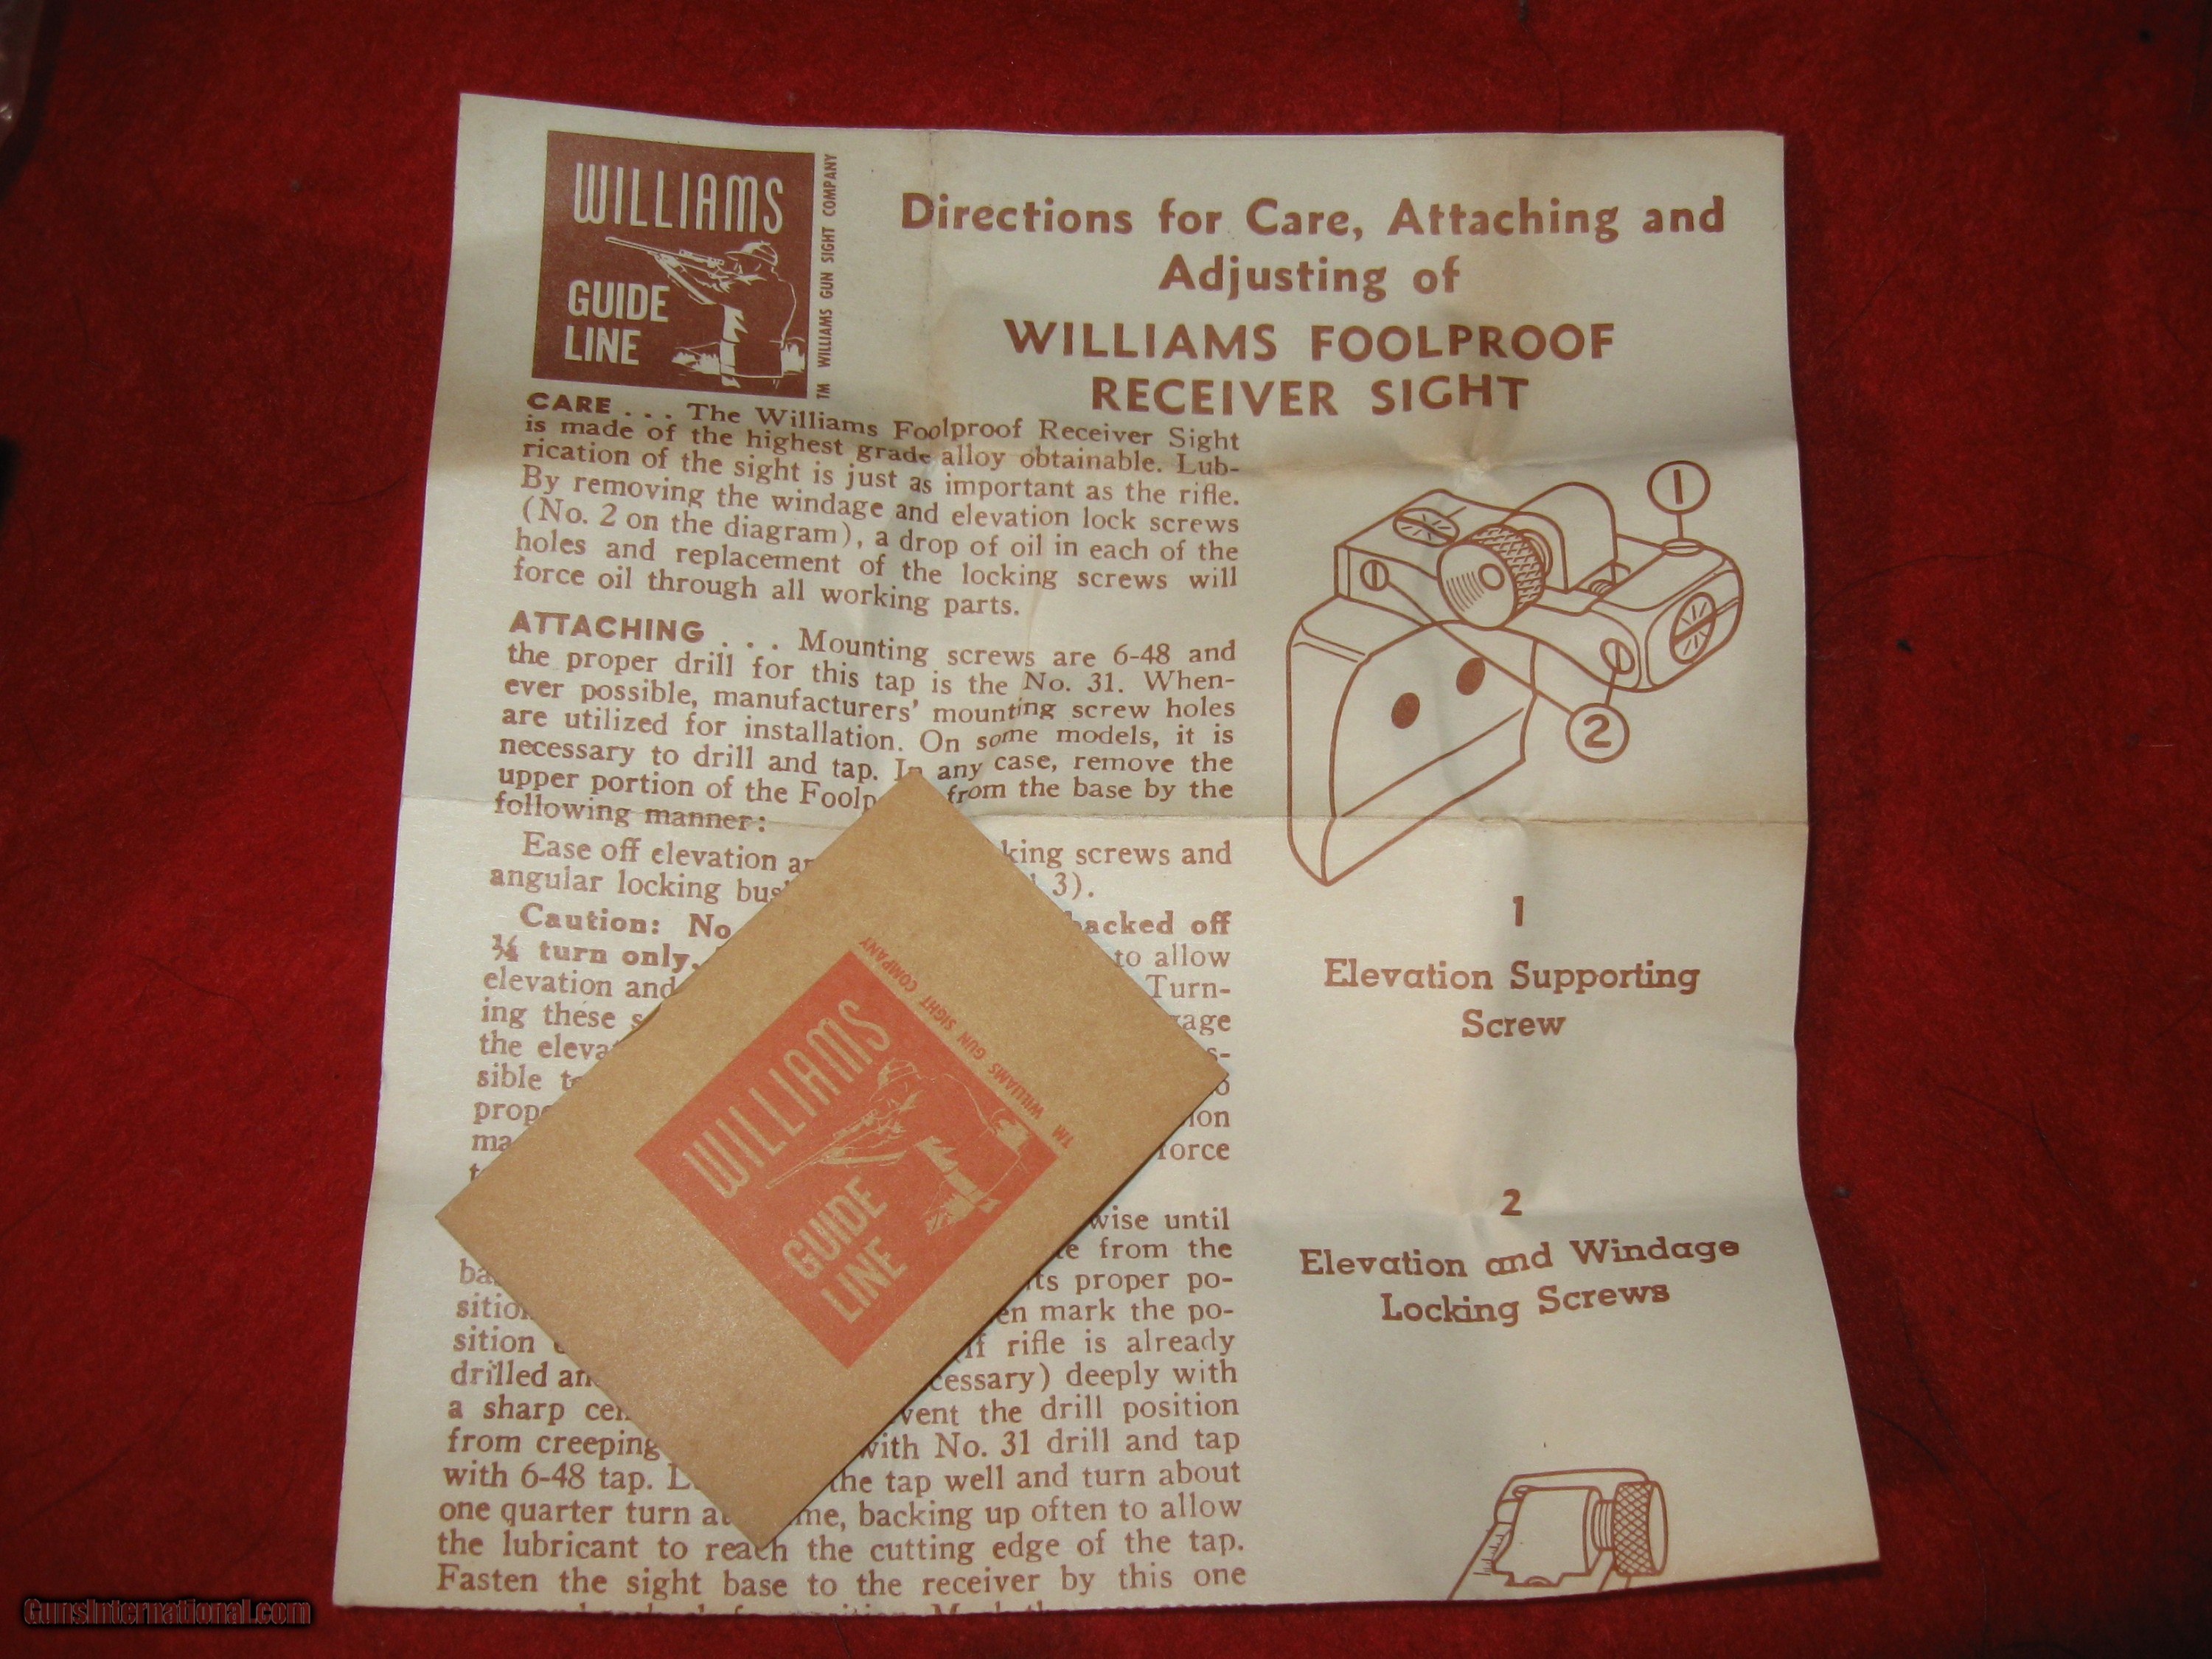 WILLIAMS
GUIDE
LINE
TM WILLIAMS GUN SIGHT COMPANY
Directions for Care, Attaching and
Adjusting of
WILLIAMS FOOLPROOF
RECEIVER SIGHT
CARE . . . The Williams Foolproof Receiver Sight
is made of the highest grade alloy obtainable. Lub-
rication of the sight is just as important as the rifle.
By removing the windage and elevation lock screws
(No. 2 on the diagram), a drop of oil in each of the
holes and replacement of the locking screws will
force oil through all working parts.
ATTACHING . . . Mounting screws are 6-48 and
the proper drill for this tap is the No. 31. When-
ever possible, manufacturers' mounting screw holes
are utilized for installation. On some models, it is
necessary to drill and tap. In any case, remove the
upper portion of the Foolp from the base by the
following manner:
Ease off elevation king screws and
angular locking 3).
Caution: No backed off
¼ turn only. to allow
elevation and Turn-
ing these
the
sible
force
wise until
from the
its proper po-
mark the po-
sition if rifle is already
drilled deeply with
a sharp the drill position
from creeping with No. 31 drill and tap
with 6-48 tap. the tap well and turn about
one quarter turn at me, backing up often to allow
the lubricant to reach the cutting edge of the tap.
Fasten the sight base to the receiver by this one
1
2
1
Elevation Supporting
Screw
2
Elevation and Windage
Locking Screws
WILLIAMS
GUIDE
LINE
TM WILLIAMS GUN SIGHT COMPANY
GunsInternational.com